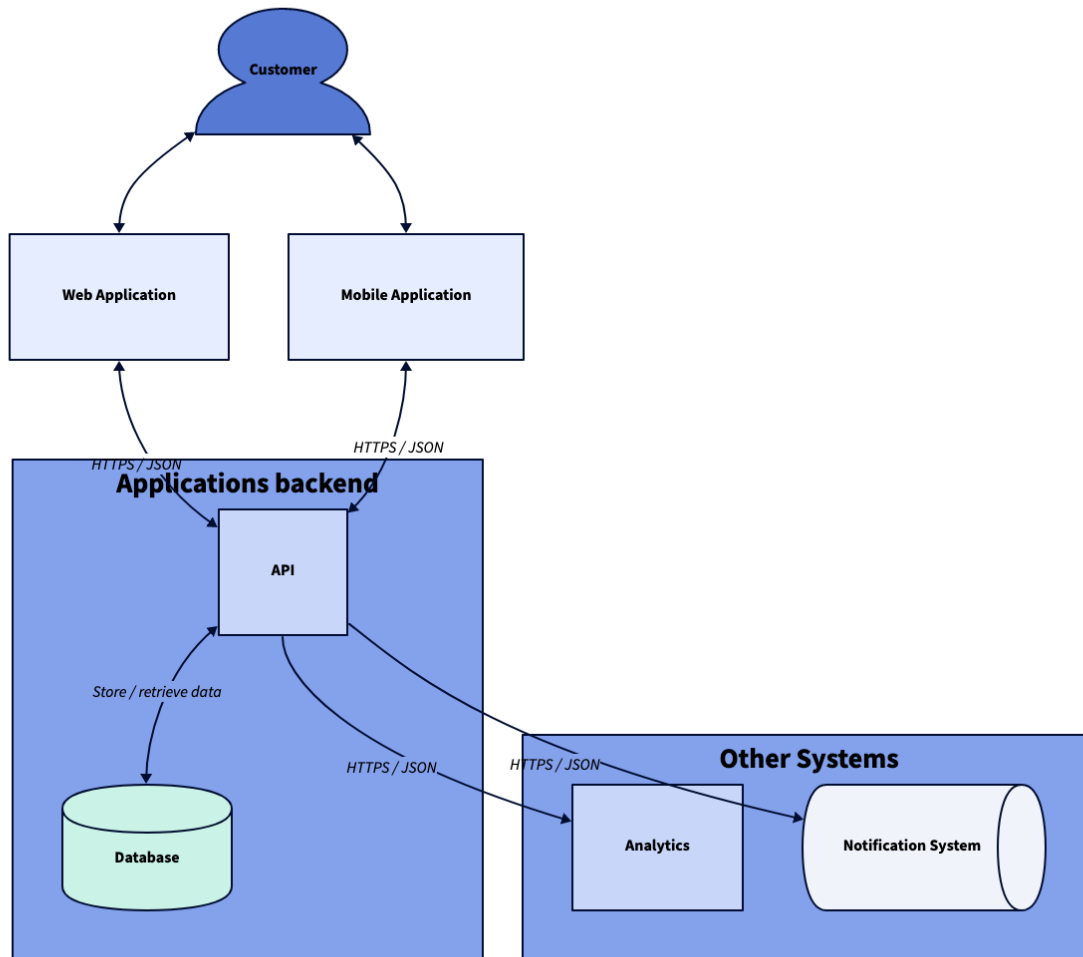 Customer
Web Application
Mobile Application
HTTPS / JSON
HTTPS / JSON
Applications backend
API
Store / retrieve data
HTTPS / JSON
HTTPS / JSON
Other Systems
Database
Analytics
Notification System